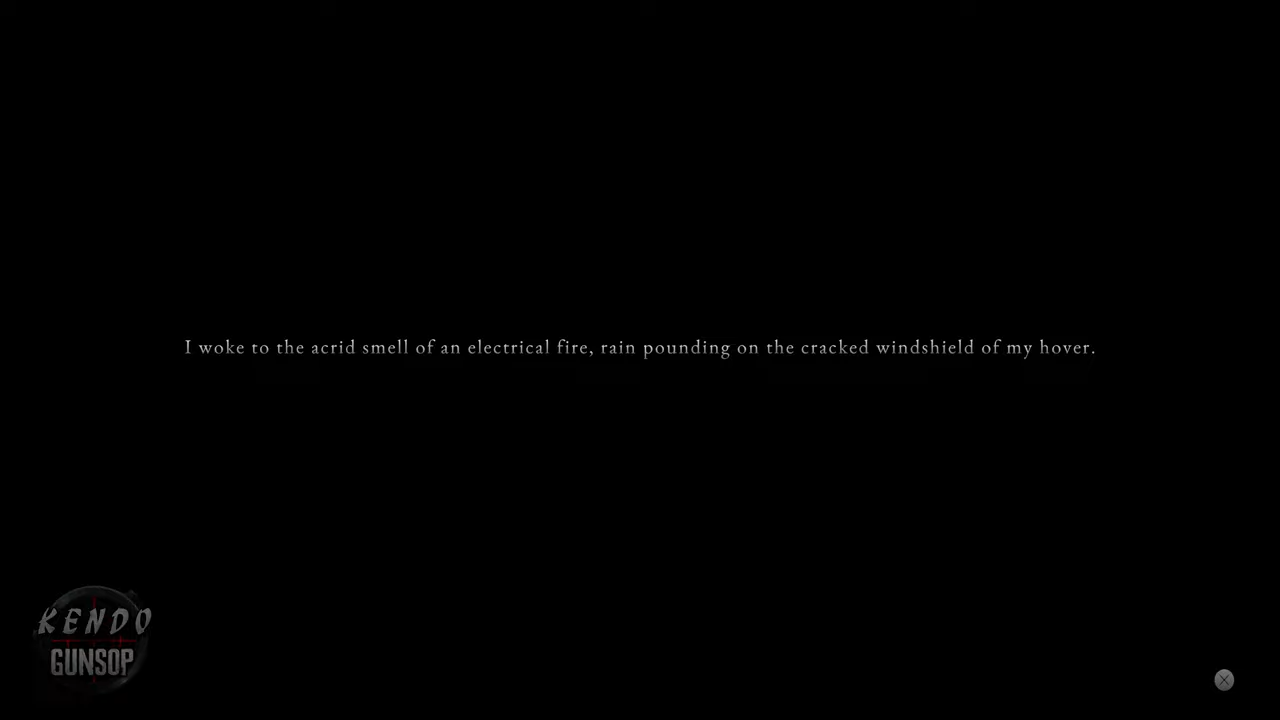 I woke to the acrid smell of an electrical fire, rain pounding on the cracked windshield of my hover.
KENDO
GUNSOP